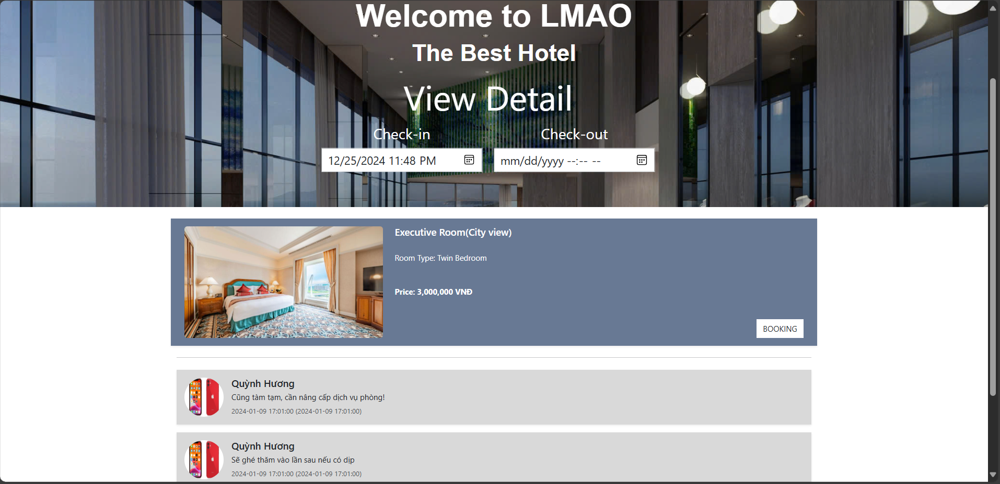 Welcome to LMAO
The Best Hotel
View Detail
Check-in
Check-out
12/25/2024 11:48 PM
mm/dd/yyyy --:-- --
Executive Room(City view)
Room Type: Twin Bedroom
Price: 3,000,000 VNĐ
BOOKING
Quỳnh Hương
Cũng tàm tạm, cần nâng cấp dịch vụ phòng!
2024-01-09 17:01:00 (2024-01-09 17:01:00)
Quỳnh Hương
Sẽ ghé thăm vào lần sau nếu có dịp
2024-01-09 17:01:00 (2024-01-09 17:01:00)